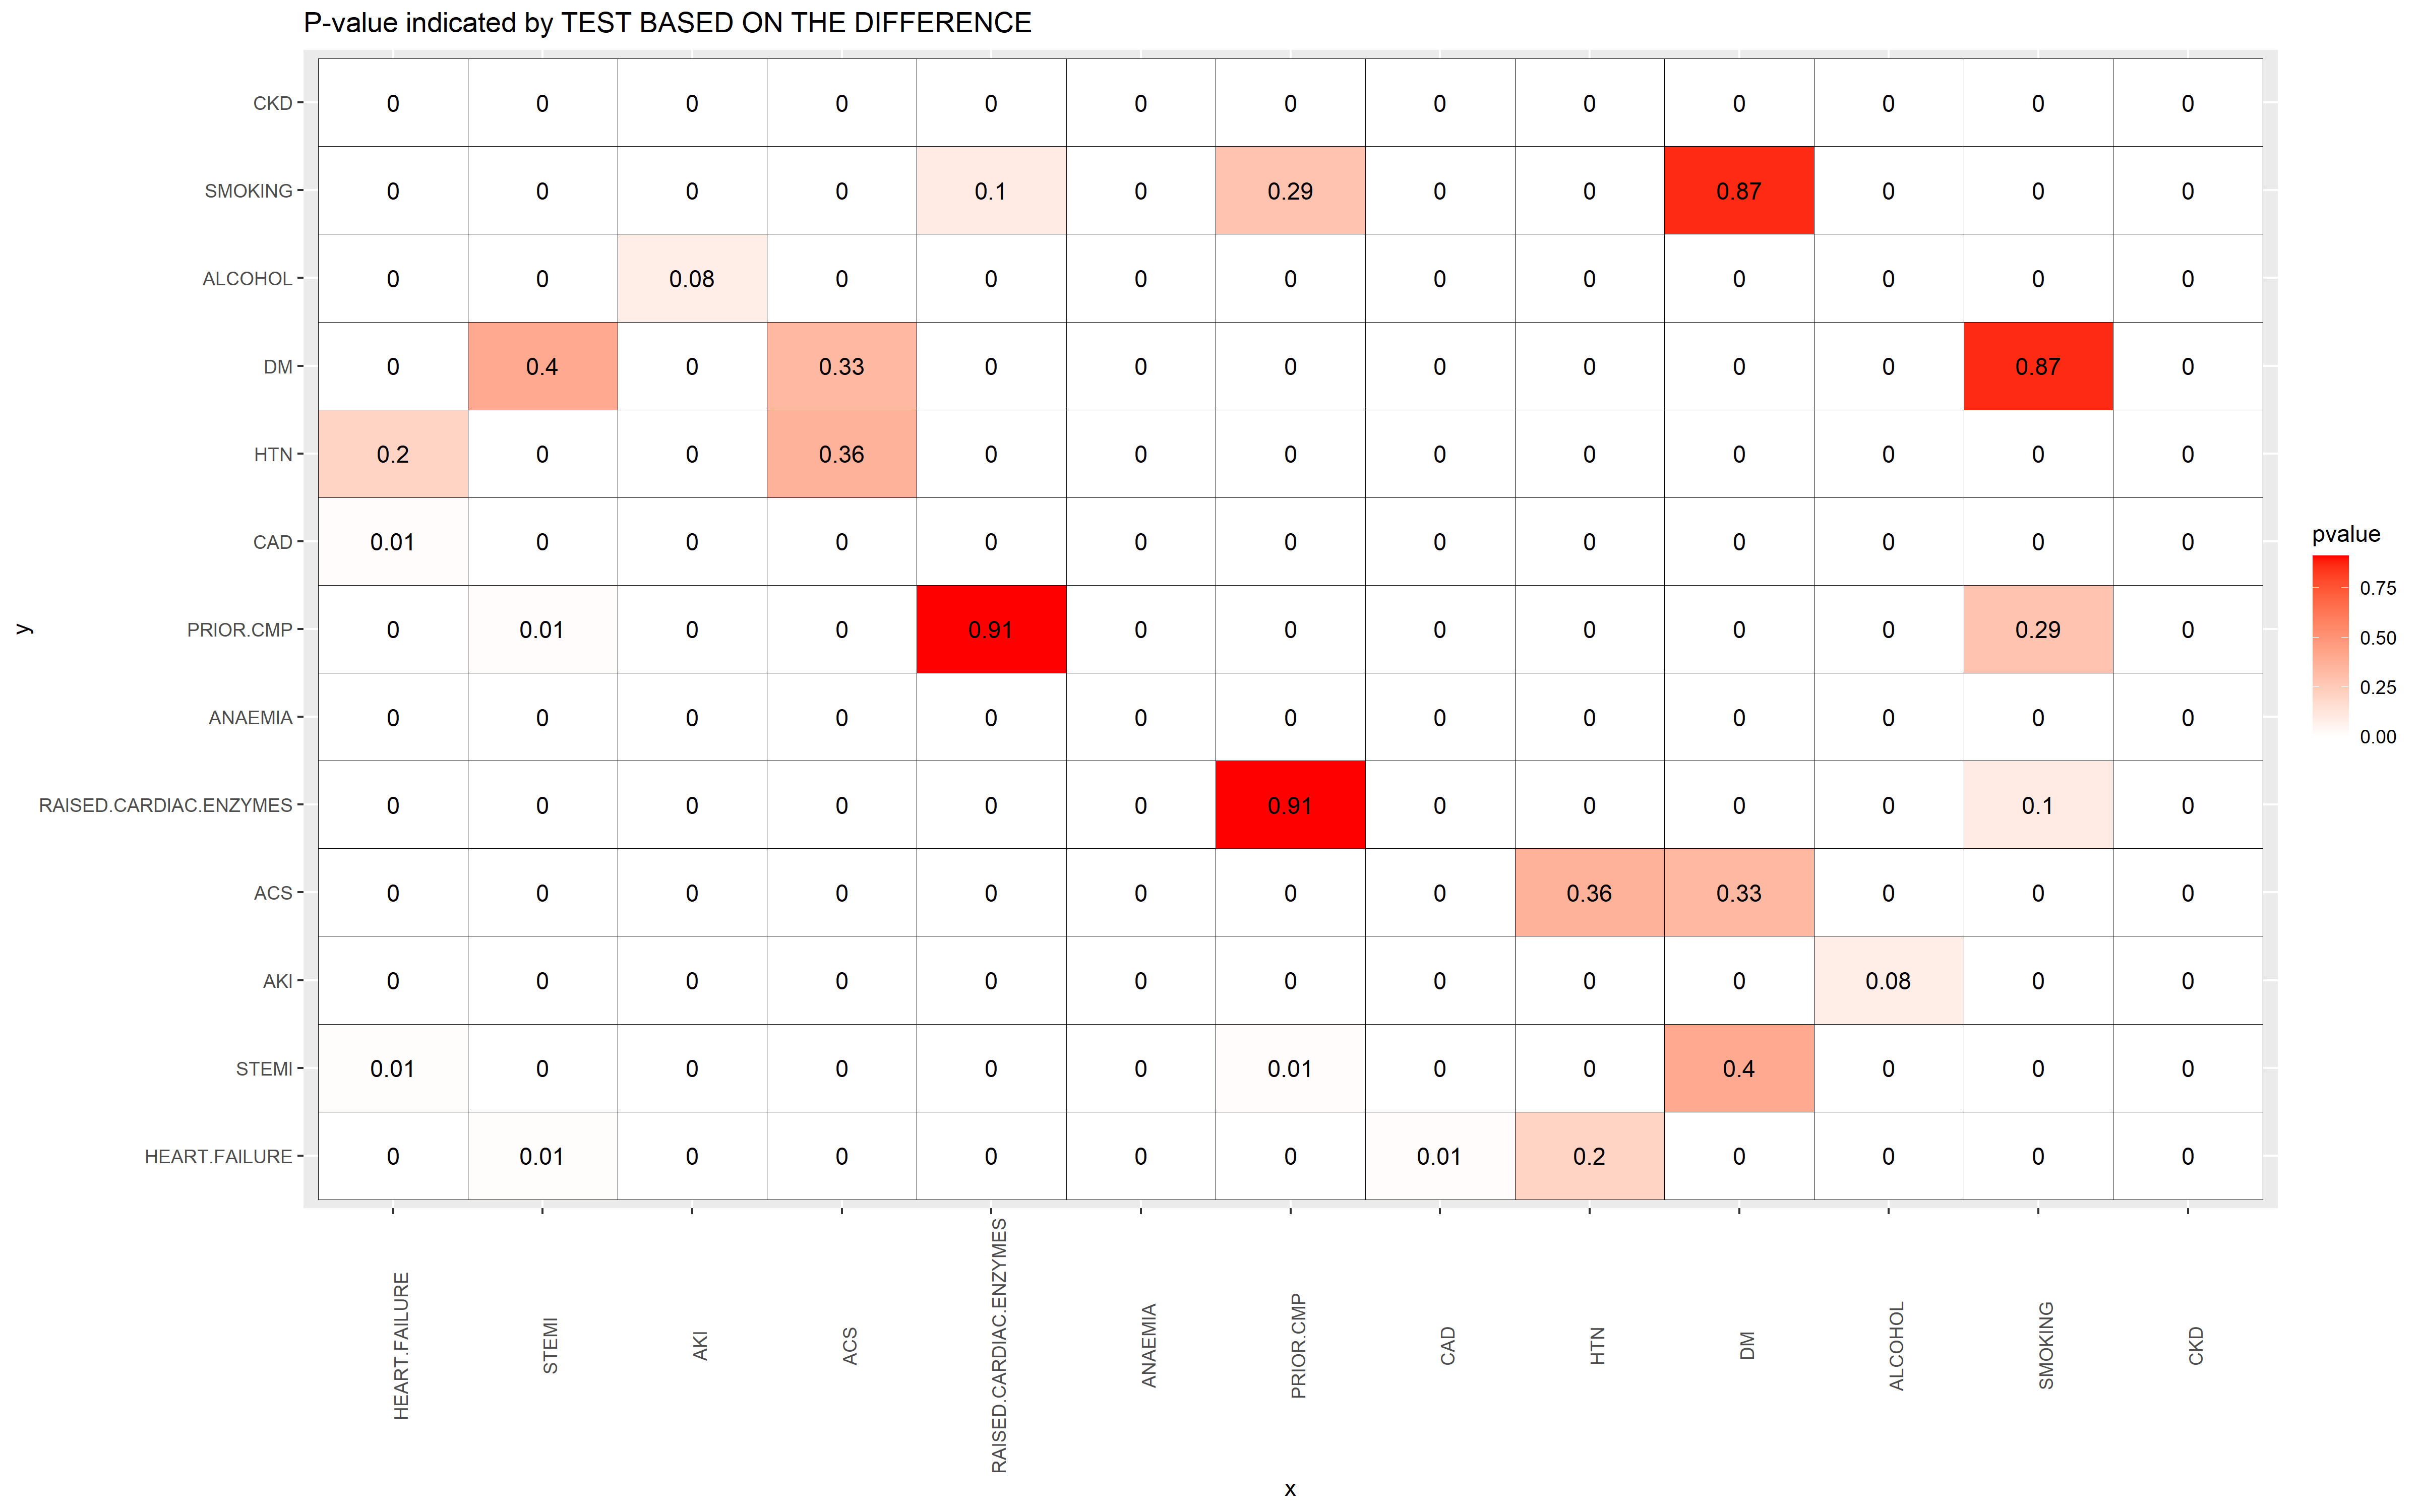 P-value indicated by TEST BASED ON THE DIFFERENCE
CKD 0 0 0 0 0 0 0 0 0 0 0 0 0
SMOKING 0 0 0 0 0.1 0 0.29 0 0 0.87 0 0 0
ALCOHOL 0 0 0.08 0 0 0 0 0 0 0 0 0 0
DM 0 0.4 0 0.33 0 0 0 0 0 0 0 0.87 0
HTN 0.2 0 0 0.36 0 0 0 0 0 0 0 0 0
CAD 0.01 0 0 0 0 0 0 0 0 0 0 0 0
PRIOR.CMP 0 0.01 0 0 0.91 0 0 0 0 0 0 0.29 0
ANAEMIA 0 0 0 0 0 0 0 0 0 0 0 0 0
RAISED.CARDIAC.ENZYMES 0 0 0 0 0 0 0.91 0 0 0 0 0.1 0
ACS 0 0 0 0 0 0 0 0 0.36 0.33 0 0 0
AKI 0 0 0 0 0 0 0 0 0 0 0.08 0 0
STEMI 0.01 0 0 0 0 0 0.01 0 0 0.4 0 0 0
HEART.FAILURE 0 0.01 0 0 0 0 0 0.01 0.2 0 0 0 0
HEART.FAILURE STEMI AKI ACS RAISED.CARDIAC.ENZYMES ANAEMIA PRIOR.CMP CAD HTN DM ALCOHOL SMOKING CKD
x
y
pvalue
0.75
0.50
0.25
0.00